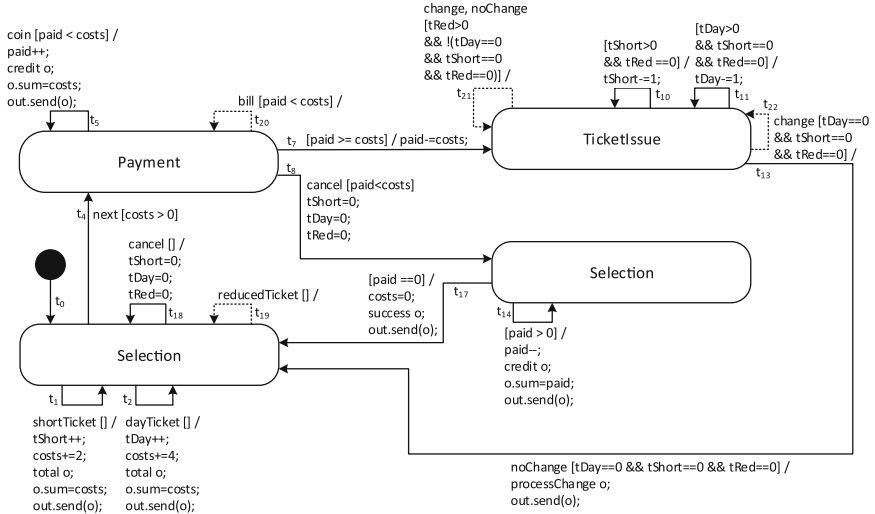 coin [paid < costs] /
paid++;
credit o;
o.sum=costs;
out.send(o);
t5
bill [paid < costs] /
t20
Payment
t7
[paid >= costs] / paid-=costs;
t8
cancel [paid<costs]
tShort=0;
tDay=0;
tRed=0;
change, noChange
[tRed>0
&& !(tDay==0
&& tShort==0
&& tRed==0)] /
t21
[tShort>0
&& tRed ==0] /
tShort-=1;
t10
[tDay>0
&& tShort==0
&& tRed==0] /
tDay-=1;
t11
t22
change [tDay==0
&& tShort==0
&& tRed==0] /
TicketIssue
t13
t4
next [costs > 0]
t0
cancel [] /
tShort=0;
tDay=0;
tRed=0;
t18
reducedTicket [] /
t19
Selection
[paid ==0] /
costs=0;
success o;
out.send(o);
t17
Selection
t14
[paid > 0] /
paid--;
credit o;
o.sum=paid;
out.send(o);
t1
shortTicket [] /
tShort++;
costs+=2;
total o;
o.sum=costs;
out.send(o);
t2
dayTicket [] /
tDay++;
costs+=4;
total o;
o.sum=costs;
out.send(o);
noChange [tDay==0 && tShort==0 && tRed==0] /
processChange o;
out.send(o);